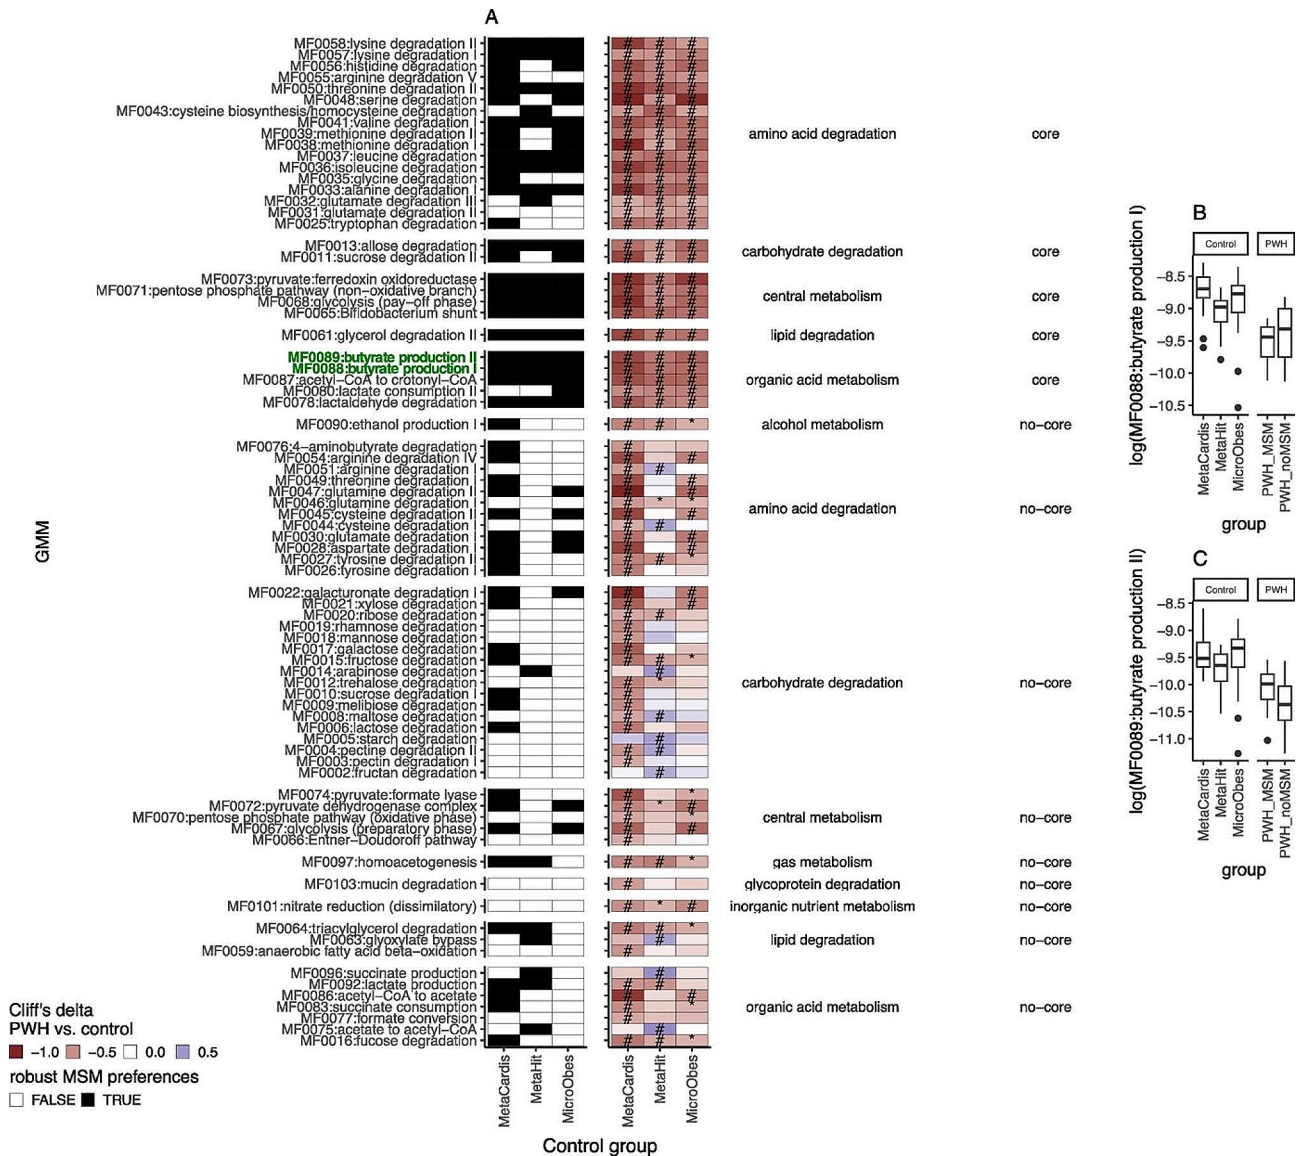 A
MF0058:lysine degradation II
MF0057:lysine degradation I
MF0056:histidine degradation
MF0055:arginine degradation V
MF0050:threonine degradation II
MF0048:serine degradation
MF0043:cysteine biosynthesis/homocysteine degradation
MF0041:valine degradation I
MF0039:methionine degradation II
MF0038:methionine degradation I
MF0037:leucine degradation
MF0036:isoleucine degradation
MF0035:glycine degradation
MF0033:alanine degradation I
MF0032:glutamate degradation III
MF0031:glutamate degradation II
MF0025:tryptophan degradation
amino acid degradation core
MF0013:allose degradation
MF0011:sucrose degradation II
carbohydrate degradation core
MF0073:pyruvate:ferredoxin oxidoreductase
MF0071:pentose phosphate pathway (non−oxidative branch)
MF0068:glycolysis (pay−off phase)
MF0065:Bifidobacterium shunt
central metabolism core
MF0061:glycerol degradation II
lipid degradation core
MF0089:butyrate production II
MF0088:butyrate production I
MF0087:acetyl−CoA to crotonyl−CoA
MF0080:lactate consumption II
MF0078:lactaldehyde degradation
organic acid metabolism core
MF0090:ethanol production I
alcohol metabolism no−core
MF0076:4−aminobutyrate degradation
MF0054:arginine degradation IV
MF0051:arginine degradation I
MF0049:threonine degradation I
MF0047:glutamine degradation II
MF0046:glutamine degradation I
MF0045:cysteine degradation II
MF0044:cysteine degradation I
MF0030:glutamate degradation I
MF0028:aspartate degradation I
MF0027:tyrosine degradation II
MF0026:tyrosine degradation I
amino acid degradation no−core
MF0022:galacturonate degradation I
MF0021:xylose degradation
MF0020:ribose degradation
MF0019:rhamnose degradation
MF0018:mannose degradation
MF0017:galactose degradation
MF0015:fructose degradation
MF0014:arabinose degradation
MF0012:trehalose degradation
MF0010:sucrose degradation I
MF0009:melibiose degradation
MF0008:maltose degradation
MF0006:lactose degradation
MF0005:starch degradation
MF0004:pectine degradation II
MF0003:pectin degradation I
MF0002:fructan degradation
carbohydrate degradation no−core
MF0074:pyruvate:formate lyase
MF0072:pyruvate dehydrogenase complex
MF0070:pentose phosphate pathway (oxidative phase)
MF0067:glycolysis (preparatory phase)
MF0066:Entner−Doudoroff pathway
central metabolism no−core
MF0097:homoacetogenesis
gas metabolism no−core
MF0103:mucin degradation
glycoprotein degradation no−core
MF0101:nitrate reduction (dissimilatory)
inorganic nutrient metabolism no−core
MF0064:triacylglycerol degradation
MF0063:glyoxylate bypass
MF0059:anaerobic fatty acid beta−oxidation
lipid degradation no−core
MF0096:succinate production
MF0092:lactate production
MF0086:acetyl−CoA to acetate
MF0083:succinate consumption
MF0077:formate conversion
MF0075:acetate to acetyl−CoA
MF0016:fucose degradation
organic acid metabolism no−core
GMM
MetaCardis MetaHit MicroObes MetaCardis MetaHit MicroObes
Control group
Cliff's delta
PWH vs. control
−1.0 −0.5 0.0 0.5
robust MSM preferences
FALSE TRUE
B
Control PWH
log(MF0088:butyrate production I)
−8.5
−9.0
−9.5
−10.0
−10.5
MetaCardis MetaHit MicroObes PWH_MSM PWH_noMSM
group
C
Control PWH
log(MF0089:butyrate production II)
−8.5
−9.0
−9.5
−10.0
−10.5
−11.0
MetaCardis MetaHit MicroObes PWH_MSM PWH_noMSM
group